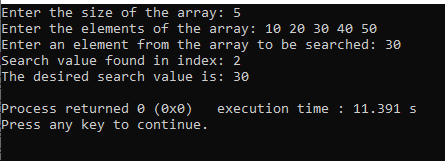 Enter the size of the array: 5
Enter the elements of the array: 10 20 30 40 50
Enter an element from the array to be searched: 30
Search value found in index: 2
The desired search value is: 30
Process returned 0 (0x0)   execution time : 11.391 s
Press any key to continue.